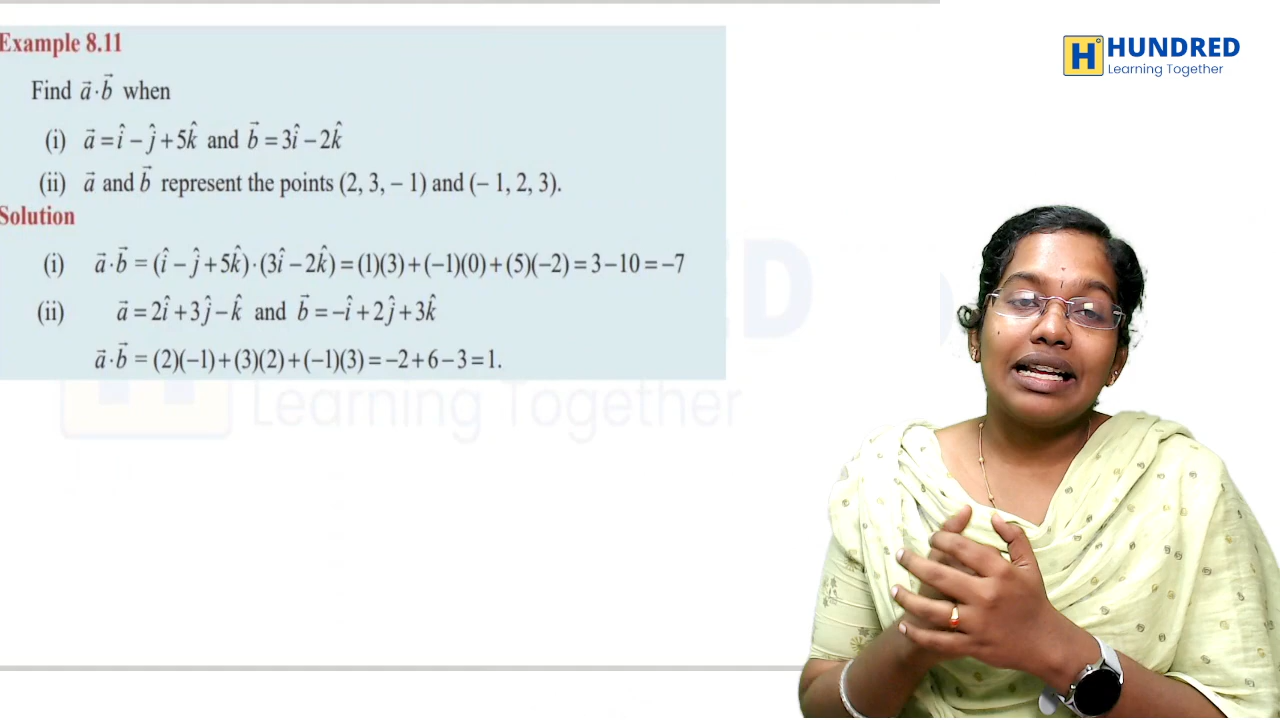 Example 8.11
HUNDRED
Learning Together
Find a⃗ · b⃗ when
(i) a⃗ = î − ĵ + 5k̂ and b⃗ = 3î − 2k̂
(ii) a⃗ and b⃗ represent the points (2, 3, − 1) and (− 1, 2, 3).
Solution
(i) a⃗ · b⃗ = (î − ĵ + 5k̂) · (3î − 2k̂) = (1)(3) + (−1)(0) + (5)(−2) = 3 − 10 = −7
(ii) a⃗ = 2î + 3ĵ − k̂ and b⃗ = −î + 2ĵ + 3k̂
a⃗ · b⃗ = (2)(−1) + (3)(2) + (−1)(3) = −2 + 6 − 3 = 1.
Learning Together